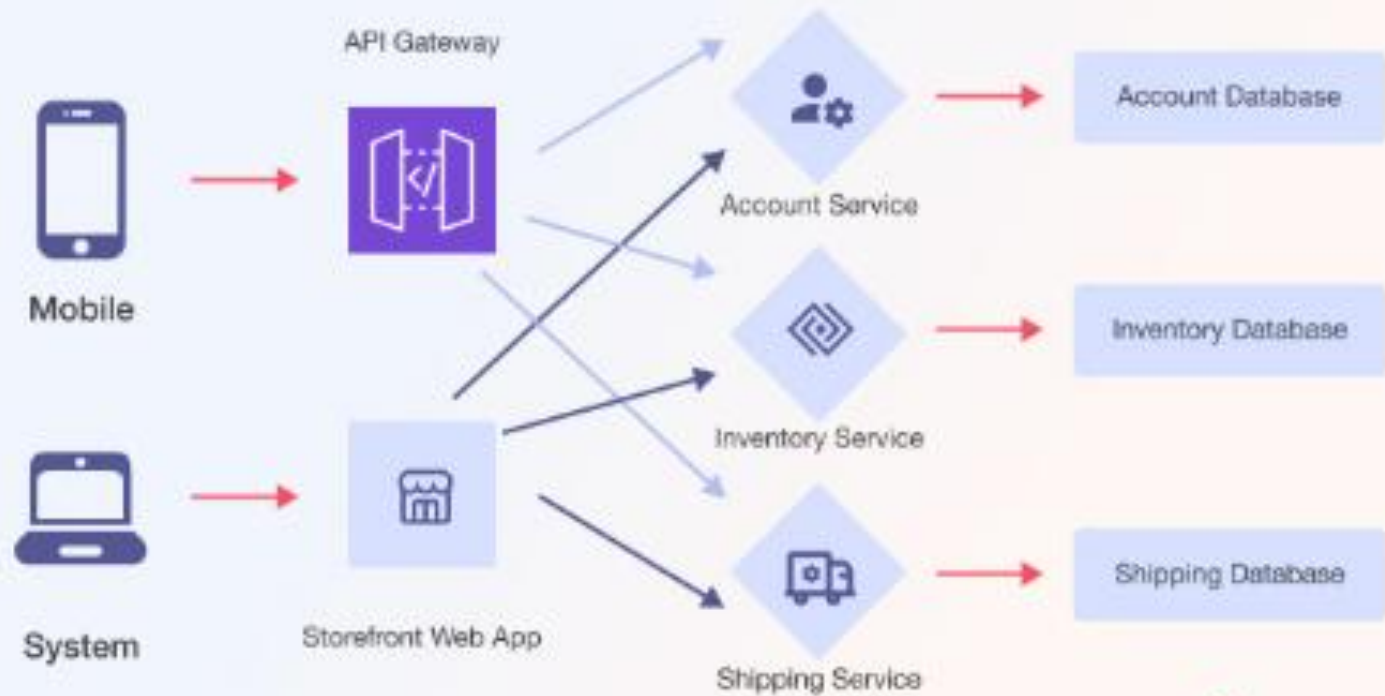 API Gateway
Account Database
Account Service
Mobile
Inventory Database
Inventory Service
Shipping Database
System
Storefront Web App
Shipping Service